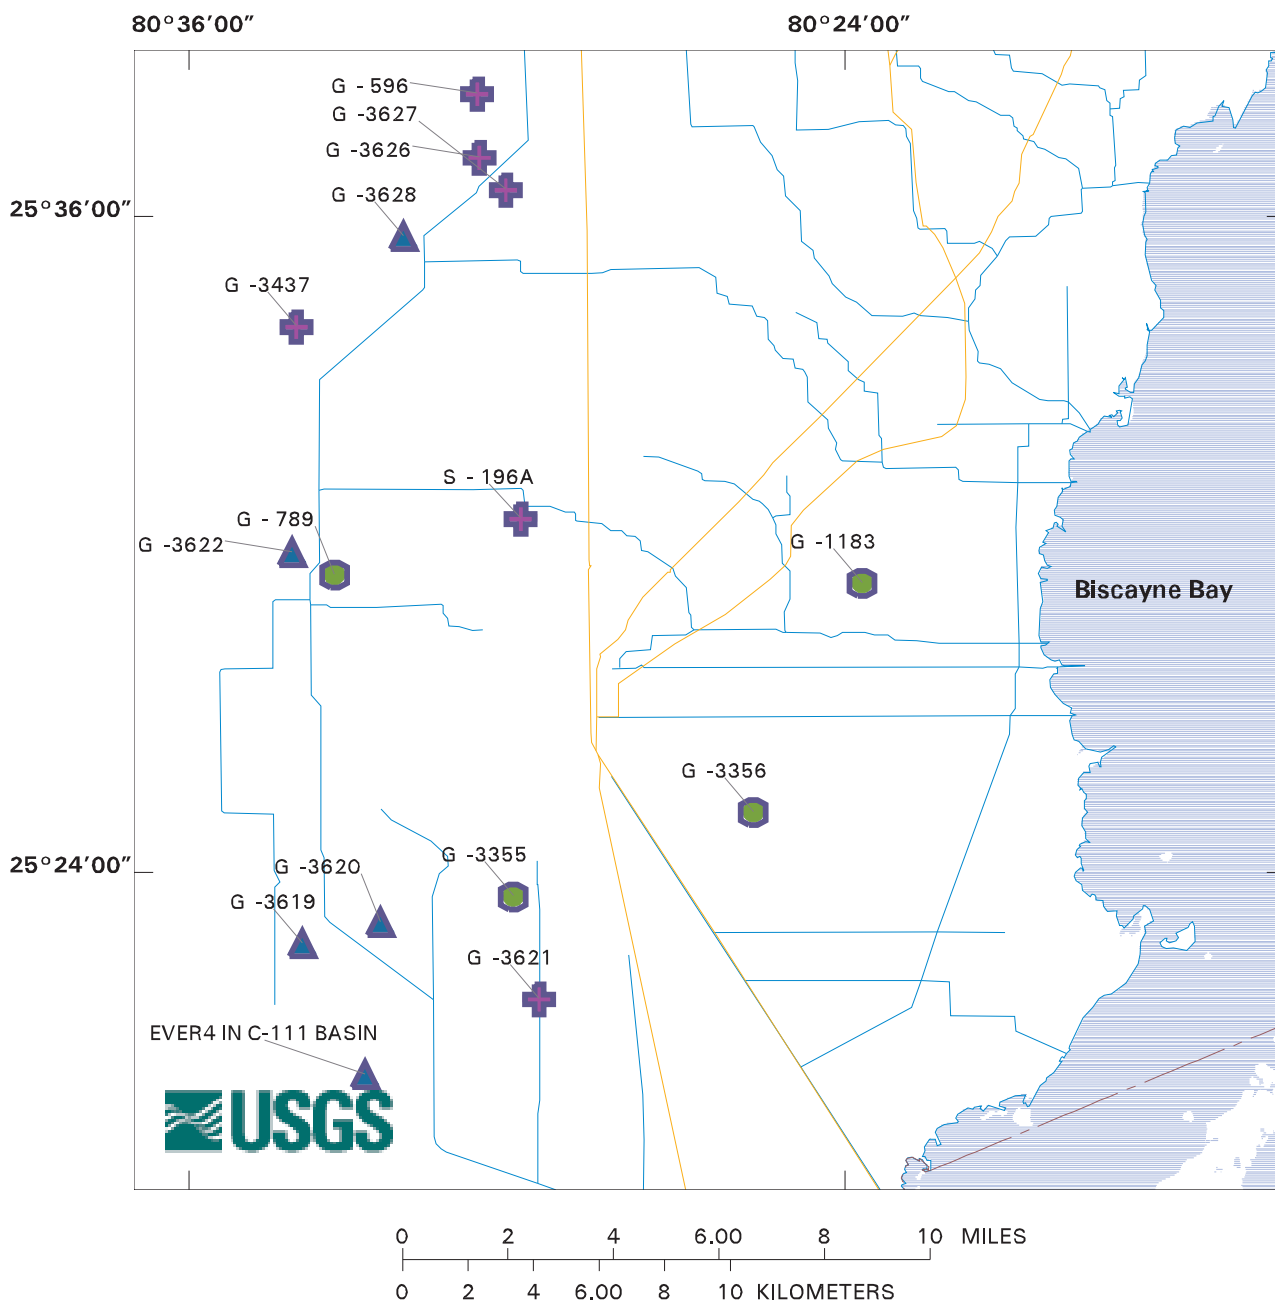 80°36′00″ 80°24′00″
G - 596
G -3627
G -3626
G -3628
25°36′00″
G -3437
S - 196A
G - 789
G -3622
G -1183
Biscayne Bay
G -3356
G -3355
25°24′00″
G -3620
G -3619
G -3621
EVER4 IN C-111 BASIN
USGS
0 2 4 6.00 8 10 MILES
0 2 4 6.00 8 10 KILOMETERS